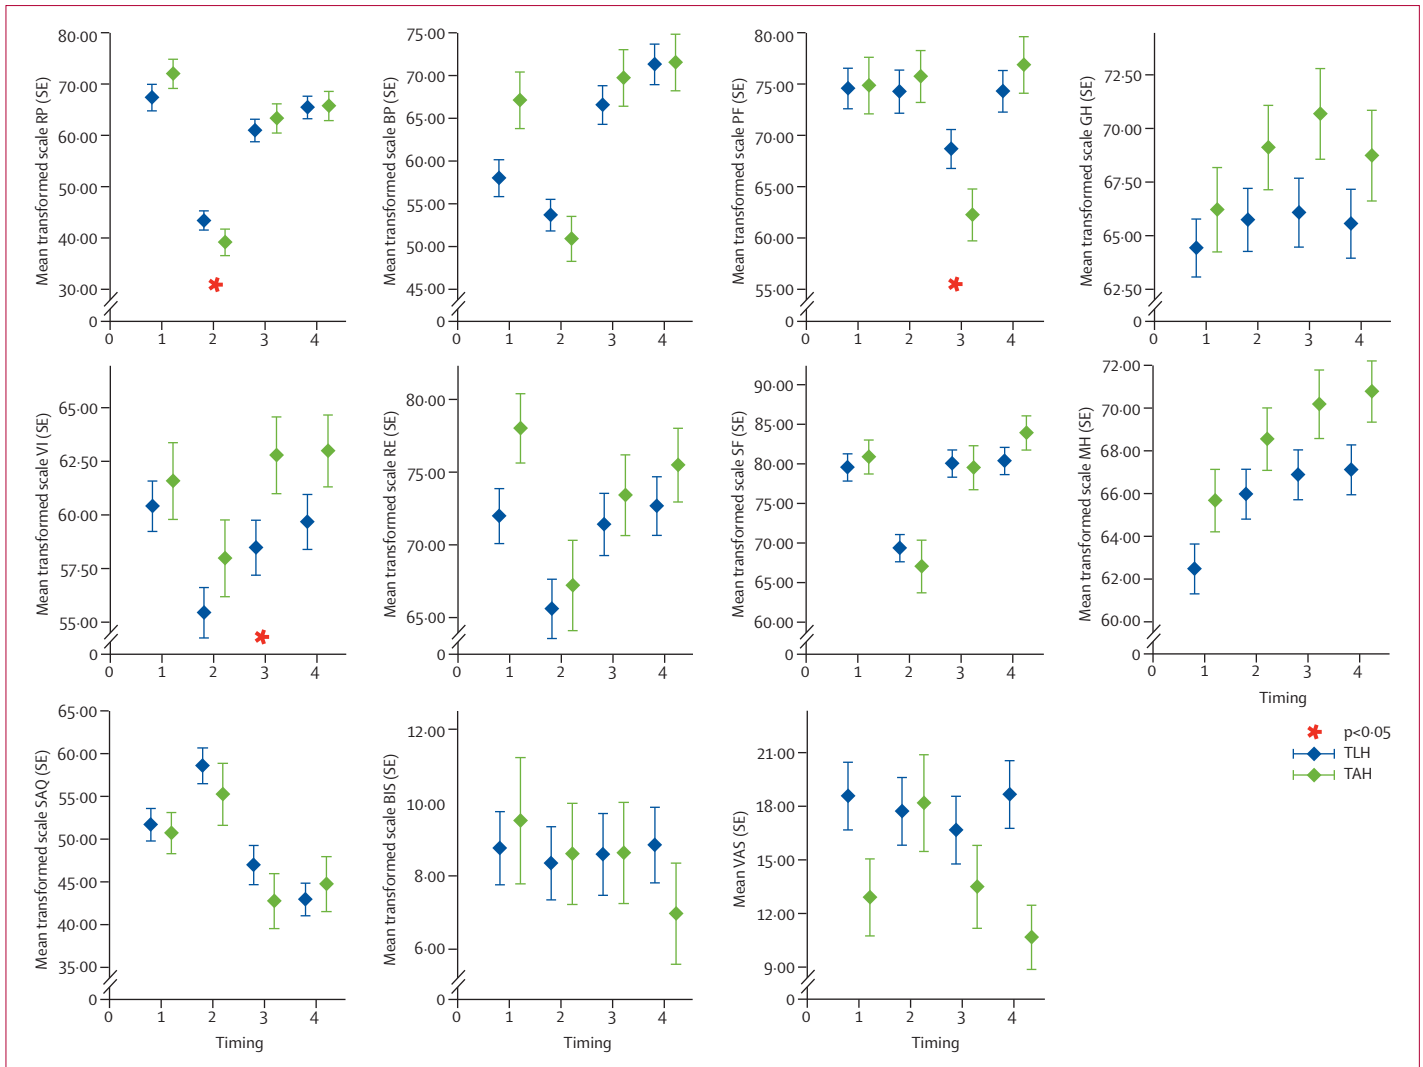 80·00
70·00
60·00
50·00
40·00
30·00
0
Mean transformed scale RP (SE)
0 1 2 3 4
75·00
70·00
65·00
60·00
55·00
50·00
45·00
0
Mean transformed scale BP (SE)
0 1 2 3 4
80·00
75·00
70·00
65·00
60·00
55·00
0
Mean transformed scale PF (SE)
0 1 2 3 4
72·50
70·00
67·50
65·00
62·50
0
Mean transformed scale GH (SE)
0 1 2 3 4
65·00
62·50
60·00
57·50
55·00
0
Mean transformed scale VI (SE)
0 1 2 3 4
80·00
75·00
70·00
65·00
0
Mean transformed scale RE (SE)
0 1 2 3 4
90·00
85·00
80·00
75·00
70·00
65·00
60·00
0
Mean transformed scale SF (SE)
0 1 2 3 4
72·00
70·00
68·00
66·00
64·00
62·00
60·00
0
Mean transformed scale MH (SE)
0 1 2 3 4
Timing
65·00
60·00
55·00
50·00
45·00
40·00
35·00
0
Mean transformed scale SAQ (SE)
0 1 2 3 4
Timing
12·00
10·00
8·00
6·00
0
Mean transformed scale BIS (SE)
0 1 2 3 4
Timing
21·00
18·00
15·00
12·00
9·00
0
Mean VAS (SE)
0 1 2 3 4
Timing
p<0·05
TLH
TAH